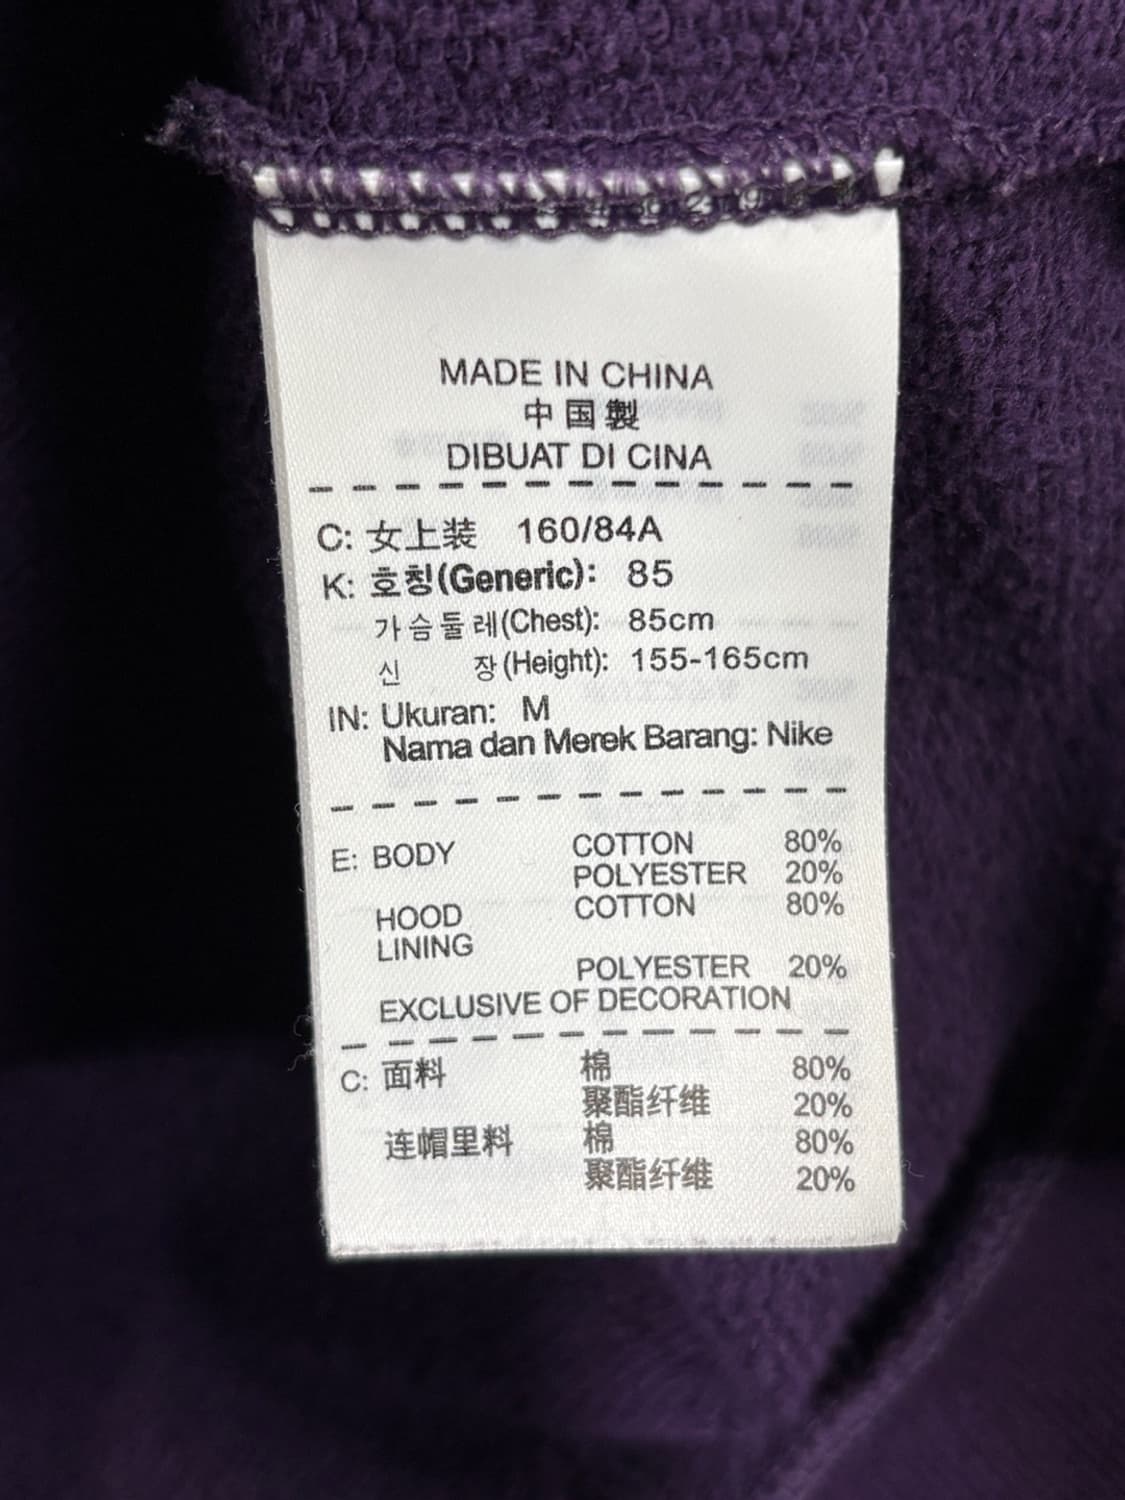 MADE IN CHINA
中国製
DIBUAT DI CINA
C: 女上装 160/84A
K: 호칭(Generic): 85
가슴둘레(Chest): 85cm
신 장(Height): 155-165cm
IN: Ukuran: M
Nama dan Merek Barang: Nike
E: BODY COTTON 80%
POLYESTER 20%
HOOD LINING COTTON 80%
POLYESTER 20%
EXCLUSIVE OF DECORATION
C: 面料 棉 80%
聚酯纤维 20%
连帽里料 棉 80%
聚酯纤维 20%